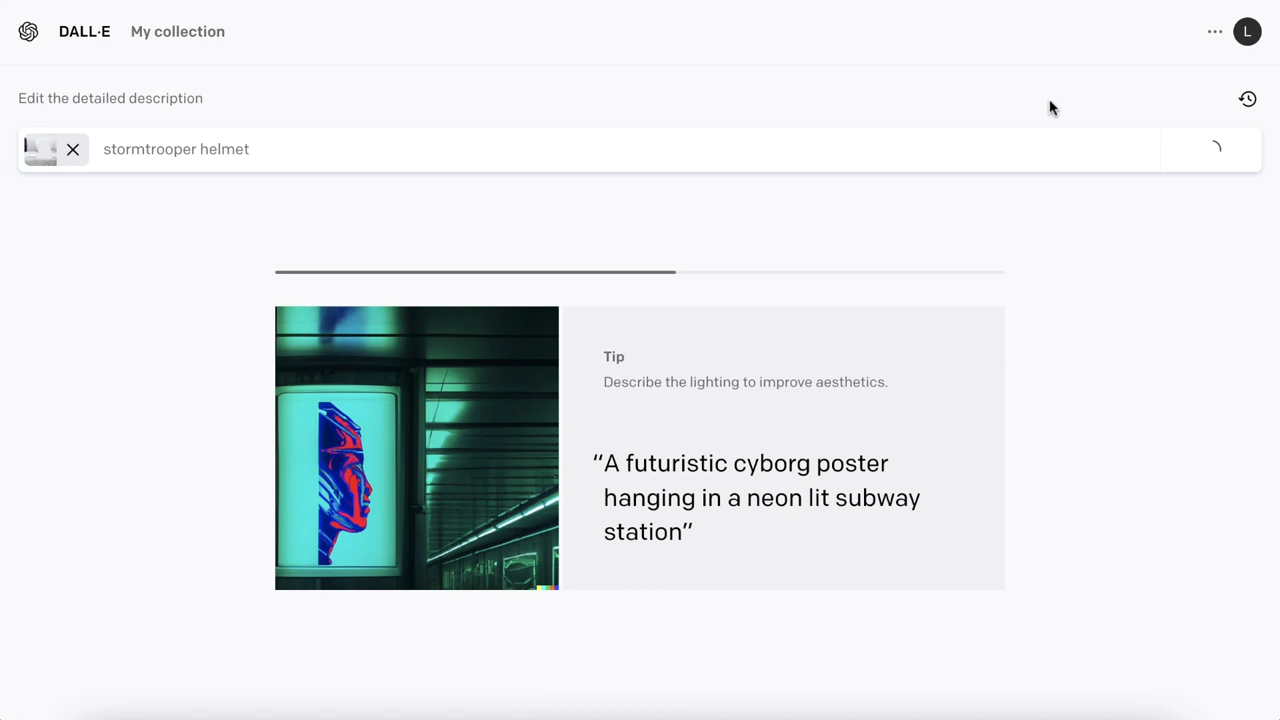 DALL·E My collection
L
Edit the detailed description
stormtrooper helmet
Tip
Describe the lighting to improve aesthetics.
“A futuristic cyborg poster
hanging in a neon lit subway
station”